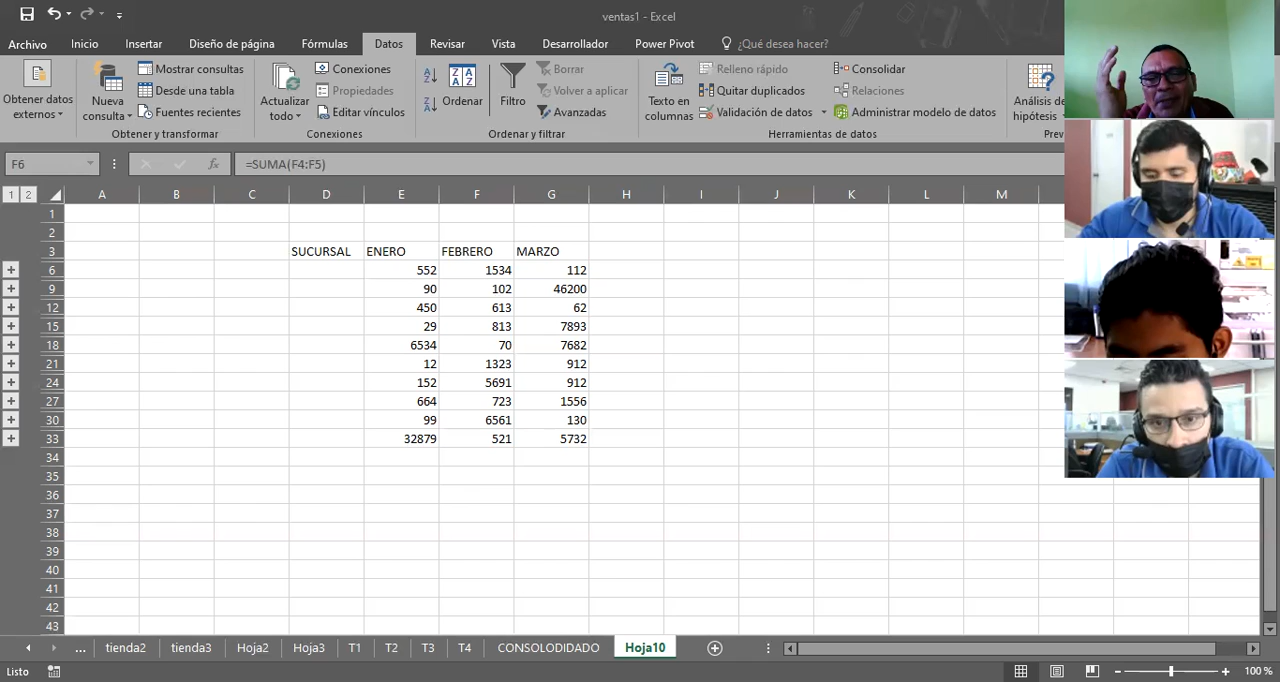 ventas1 - Excel
Archivo Inicio Insertar Diseño de página Fórmulas Datos Revisar Vista Desarrollador Power Pivot ¿Qué desea hacer?
Obtener datos externos
Nueva consulta
Mostrar consultas
Desde una tabla
Fuentes recientes
Obtener y transformar
Actualizar todo
Conexiones
Propiedades
Editar vínculos
Conexiones
Ordenar
Filtro
Borrar
Volver a aplicar
Avanzadas
Ordenar y filtrar
Texto en columnas
Relleno rápido
Quitar duplicados
Validación de datos
Consolidar
Relaciones
Administrar modelo de datos
Herramientas de datos
Análisis de hipótesis
Prev
F6 fx =SUMA(F4:F5)
1 2 A B C D E F G H I J K L M
1
2
3 SUCURSAL ENERO FEBRERO MARZO
6 552 1534 112
9 90 102 46200
12 450 613 62
15 29 813 7893
18 6534 70 7682
21 12 1323 912
24 152 5691 912
27 664 723 1556
30 99 6561 130
33 32879 521 5732
34
35
36
37
38
39
40
41
42
43
... tienda2 tienda3 Hoja2 Hoja3 T1 T2 T3 T4 CONSOLODIDADO Hoja10
Listo 100 %